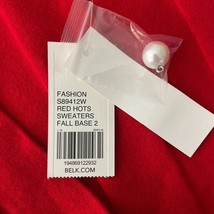 FASHION
S89412W
RED HOTS
SWEATERS
FALL BASE 2
194869122932
BELK.COM